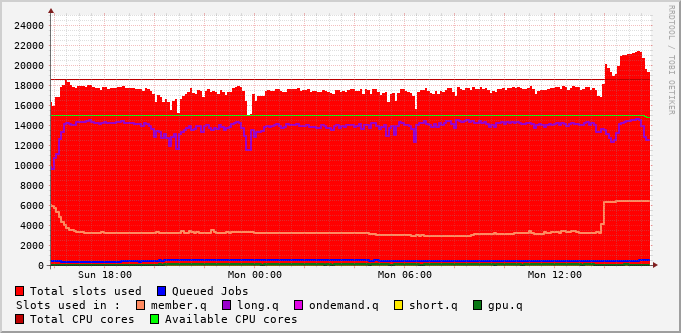 RRDTOOL / TOBI OETIKER
24000
22000
20000
18000
16000
14000
12000
10000
8000
6000
4000
2000
0
Sun 18:00 Mon 00:00 Mon 06:00 Mon 12:00
Total slots used Queued Jobs
Slots used in : member.q long.q ondemand.q short.q gpu.q
Total CPU cores Available CPU cores